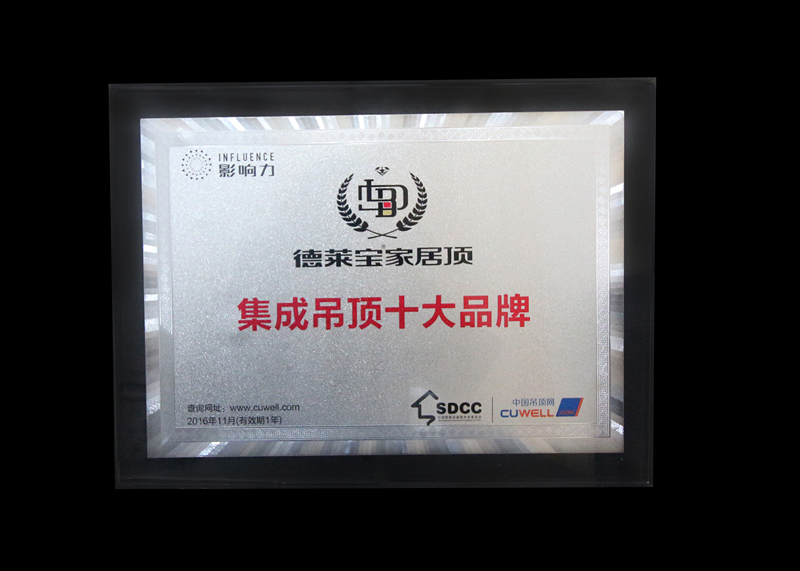 INFLUENCE
影响力
德莱宝家居顶
集成吊顶十大品牌
查询网址：www.cuwell.com
2016年11月(有效期1年)
SDCC
中国吊顶网
CUWELL